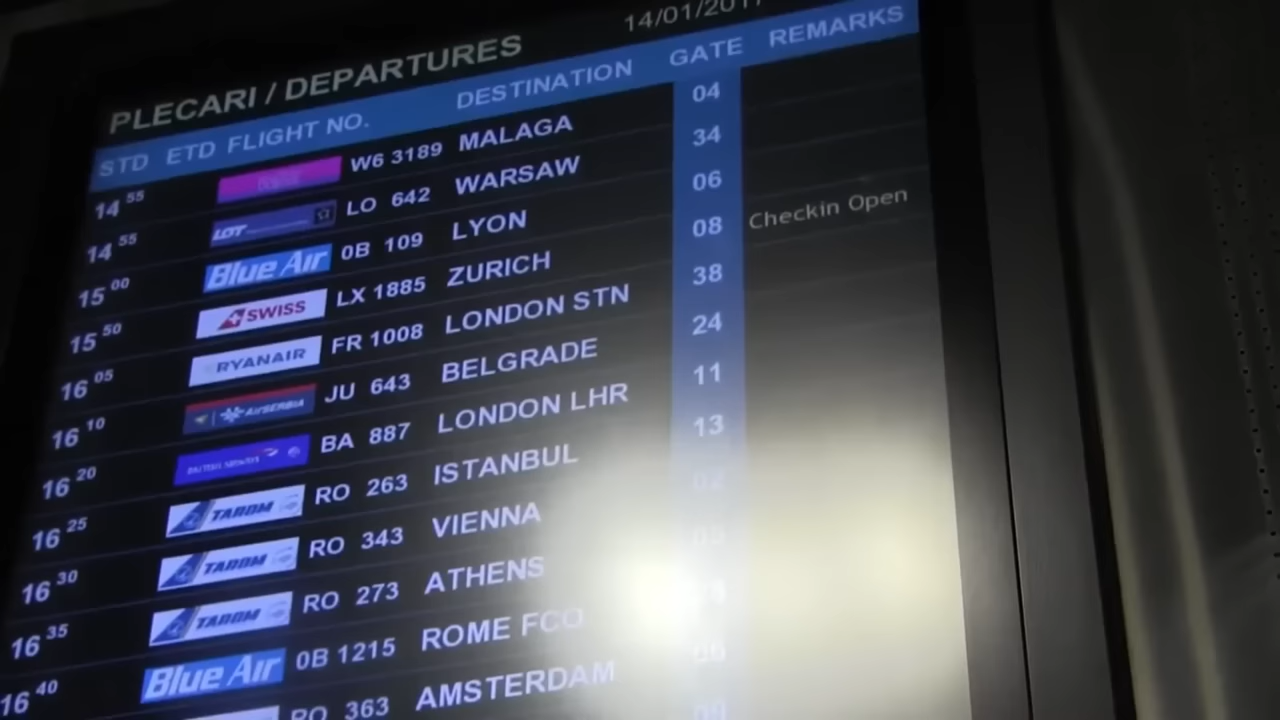 PLECARI / DEPARTURES 14/01/2017
STD ETD FLIGHT NO. DESTINATION GATE REMARKS
14 55 W6 3189 MALAGA 04
14 55 LOT LO 642 WARSAW 34
15 00 Blue Air 0B 109 LYON 06
15 50 SWISS LX 1885 ZURICH 08 Checkin Open
16 05 RYANAIR FR 1008 LONDON STN 38
16 10 AIRSERBIA JU 643 BELGRADE 24
16 20 BRITISH AIRWAYS BA 887 LONDON LHR 11
16 25 TAROM RO 263 ISTANBUL 13
16 30 TAROM RO 343 VIENNA 02
16 35 TAROM RO 273 ATHENS
16 40 Blue Air 0B 1215 ROME FCO
RO 363 AMSTERDAM